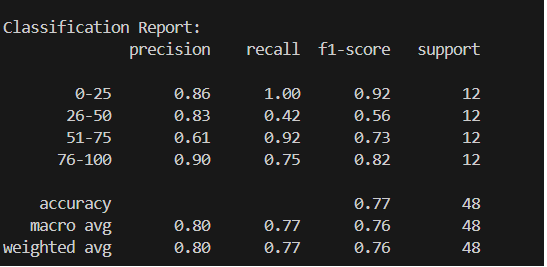 Classification Report:
precision recall f1-score support
0-25 0.86 1.00 0.92 12
26-50 0.83 0.42 0.56 12
51-75 0.61 0.92 0.73 12
76-100 0.90 0.75 0.82 12
accuracy 0.77 48
macro avg 0.80 0.77 0.76 48
weighted avg 0.80 0.77 0.76 48